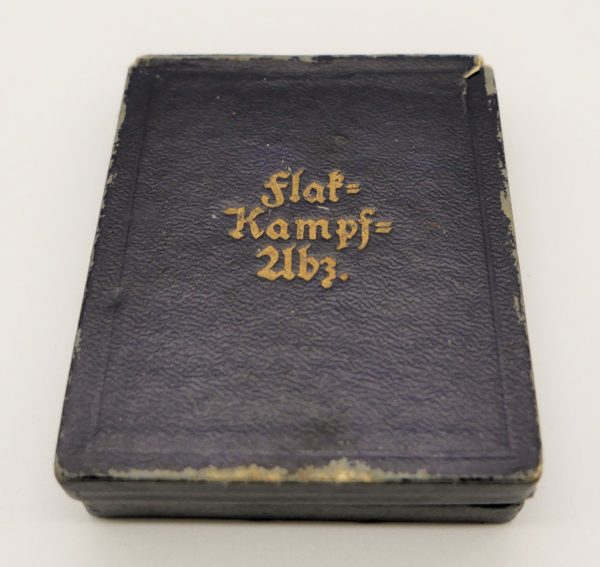 Flak-
Kampf-
Abz.